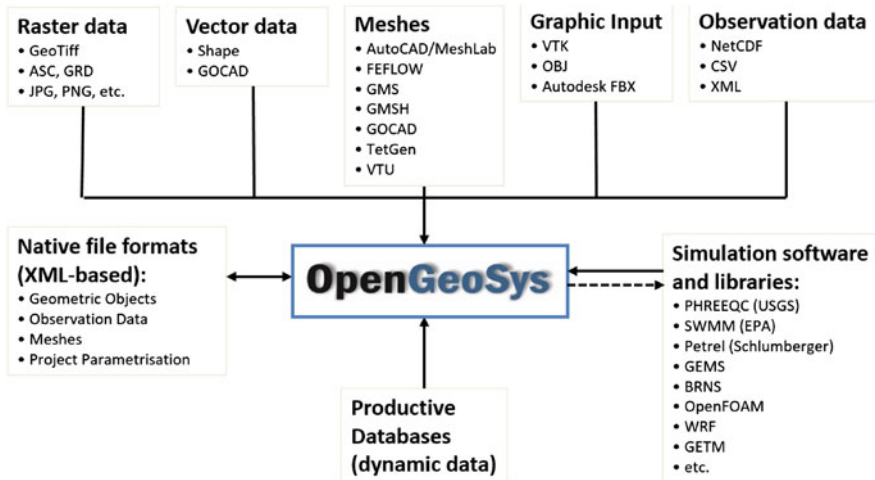 Raster data
• GeoTiff
• ASC, GRD
• JPG, PNG, etc.
Vector data
• Shape
• GOCAD
Meshes
• AutoCAD/MeshLab
• FEFLOW
• GMS
• GMSH
• GOCAD
• TetGen
• VTU
Graphic Input
• VTK
• OBJ
• Autodesk FBX
Observation data
• NetCDF
• CSV
• XML
Native file formats
(XML-based):
• Geometric Objects
• Observation Data
• Meshes
• Project Parametrisation
OpenGeoSys
Simulation software
and libraries:
• PHREEQC (USGS)
• SWMM (EPA)
• Petrel (Schlumberger)
• GEMS
• BRNS
• OpenFOAM
• WRF
• GETM
• etc.
Productive
Databases
(dynamic data)